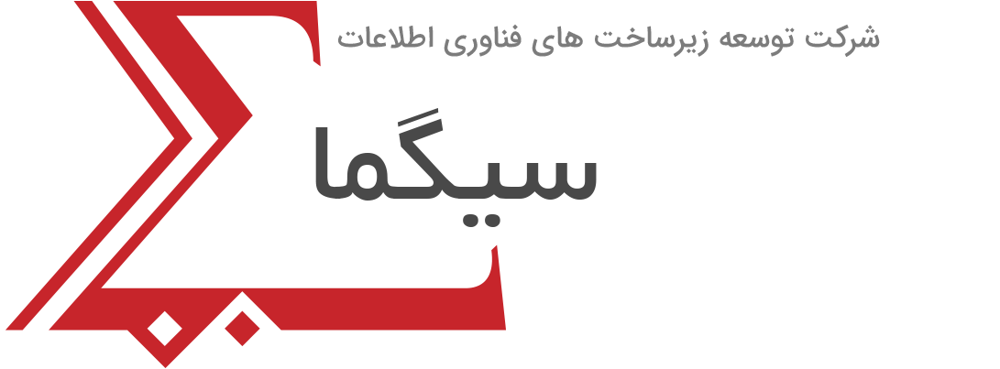 شرکت توسعه زیرساخت های فناوری اطلاعات
سیگما